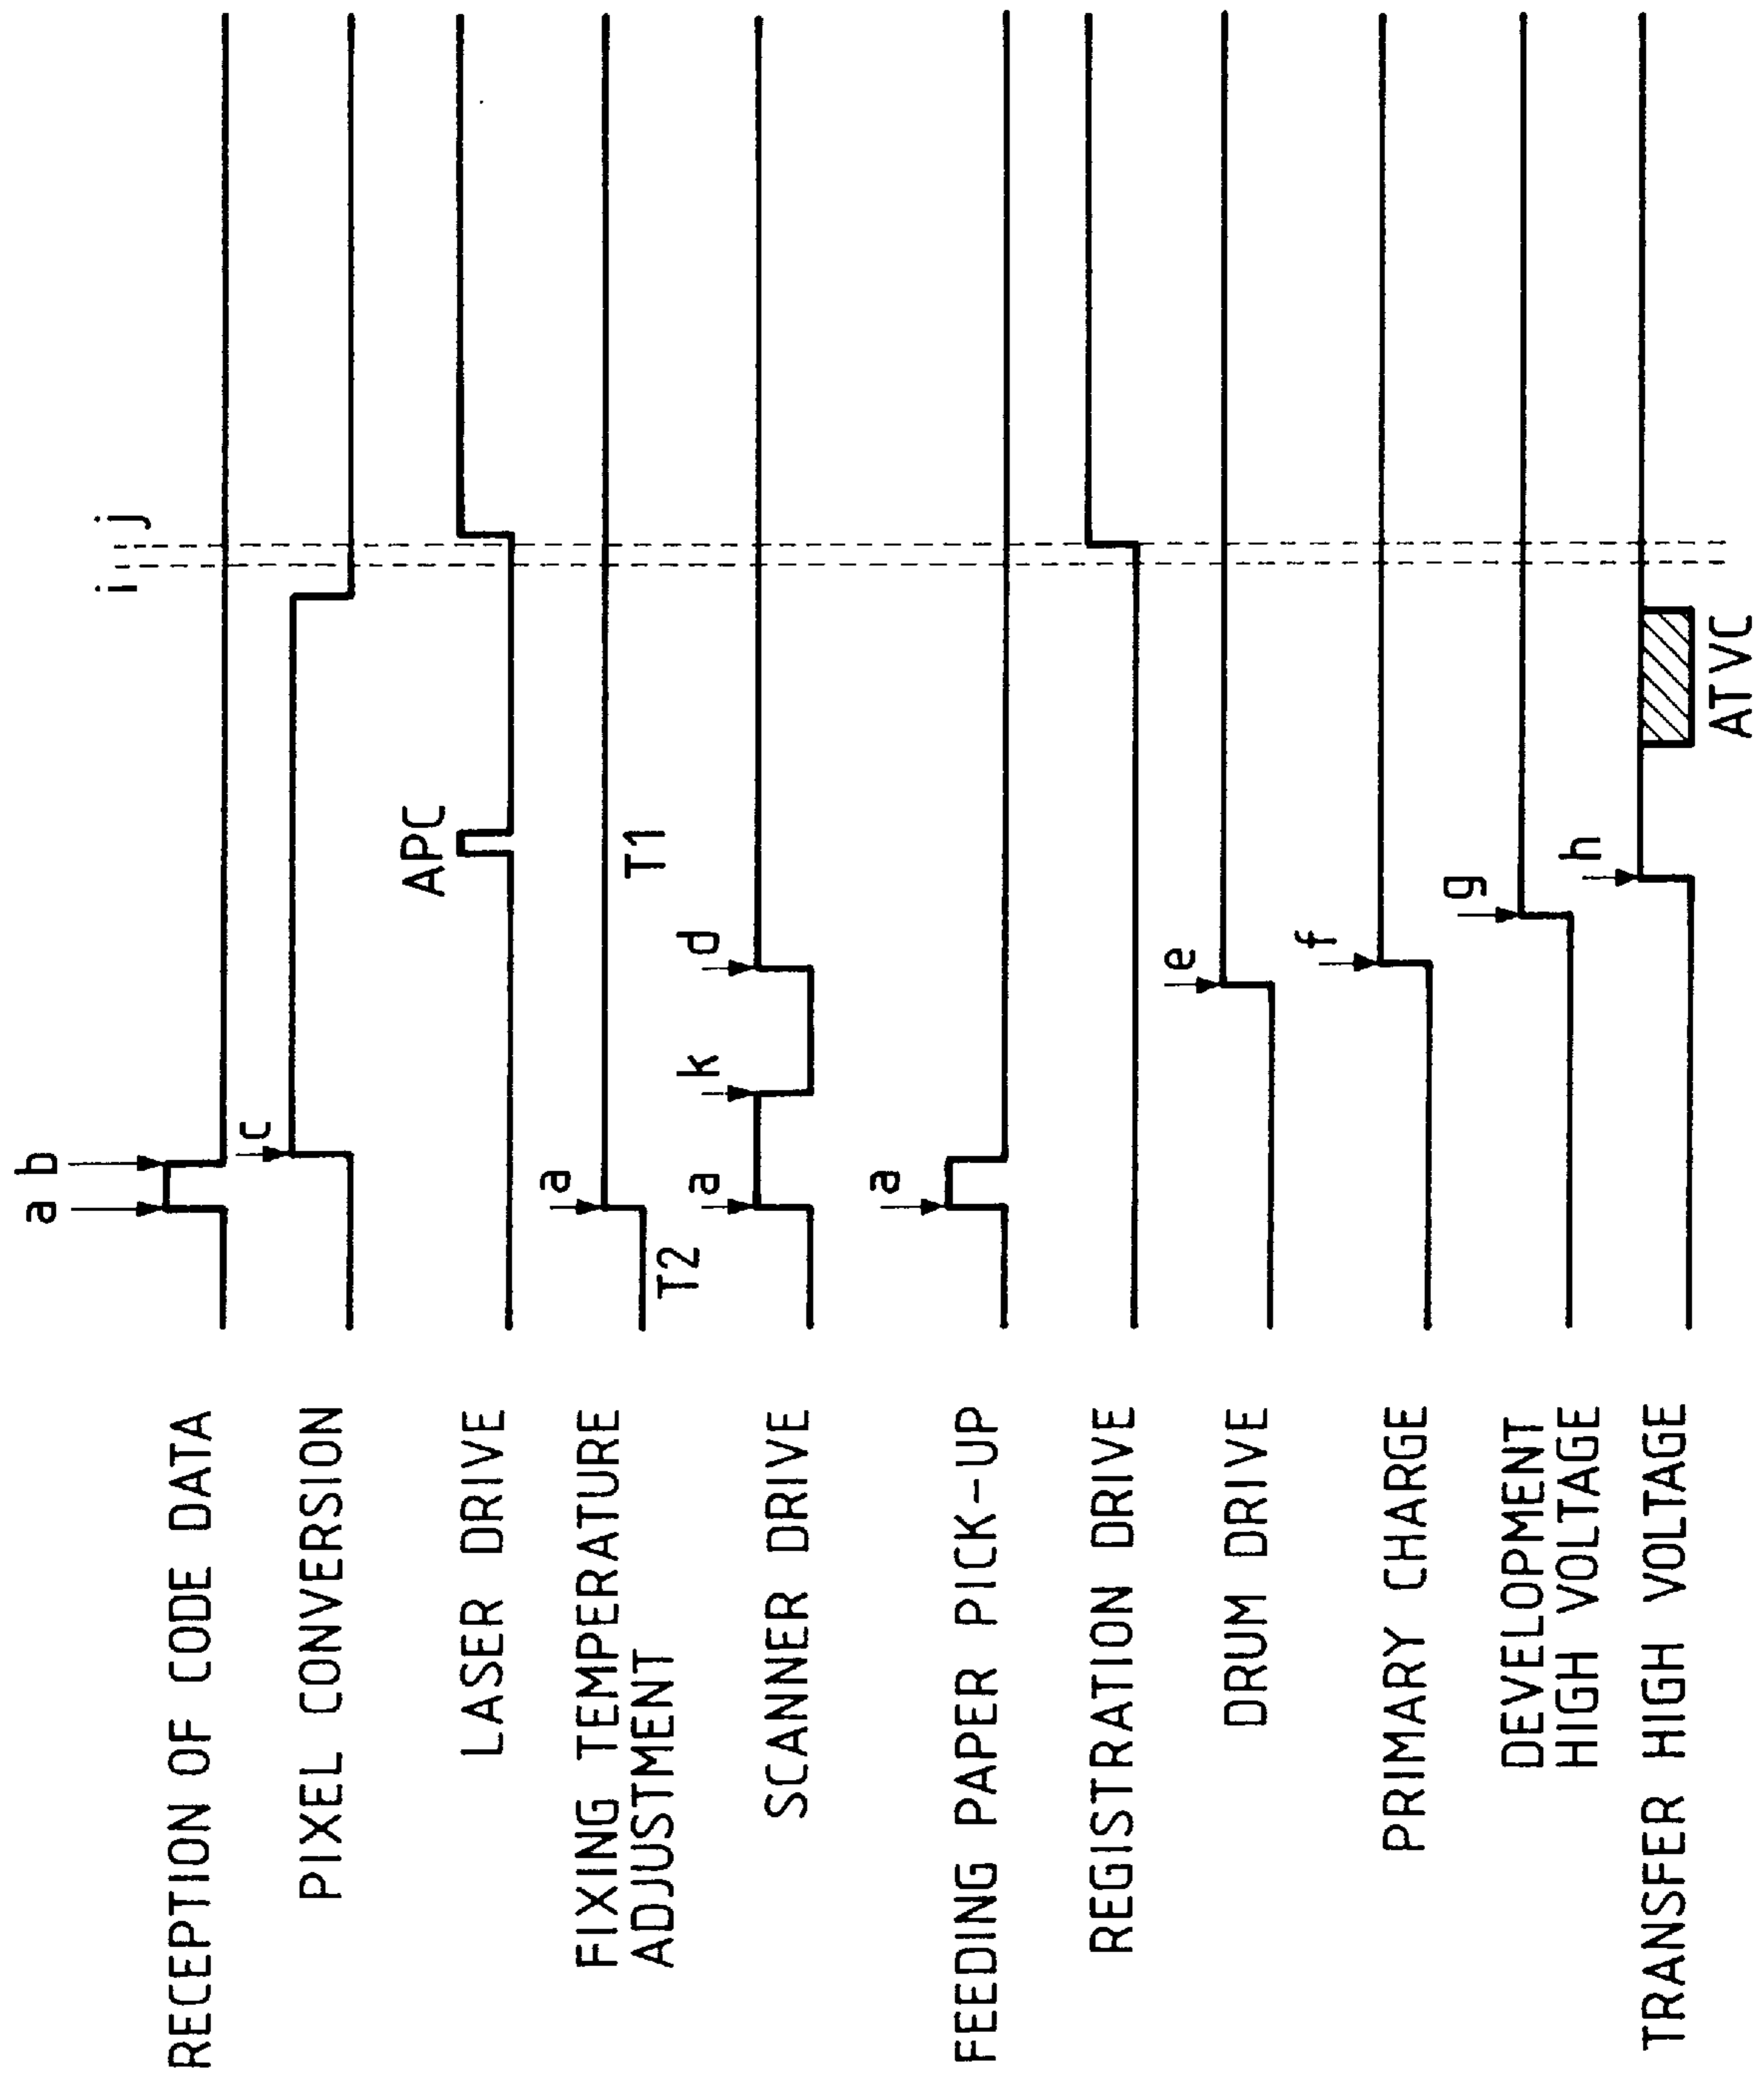 a b
RECEPTION OF CODE DATA
c
i j
PIXEL CONVERSION
APC
LASER DRIVE
a
T2
T1
FIXING TEMPERATURE
ADJUSTMENT
a k d
SCANNER DRIVE
a
FEEDING PAPER PICK-UP
REGISTRATION DRIVE
e
DRUM DRIVE
f
PRIMARY CHARGE
g
DEVELOPMENT
HIGH VOLTAGE
h
TRANSFER HIGH VOLTAGE
ATVC